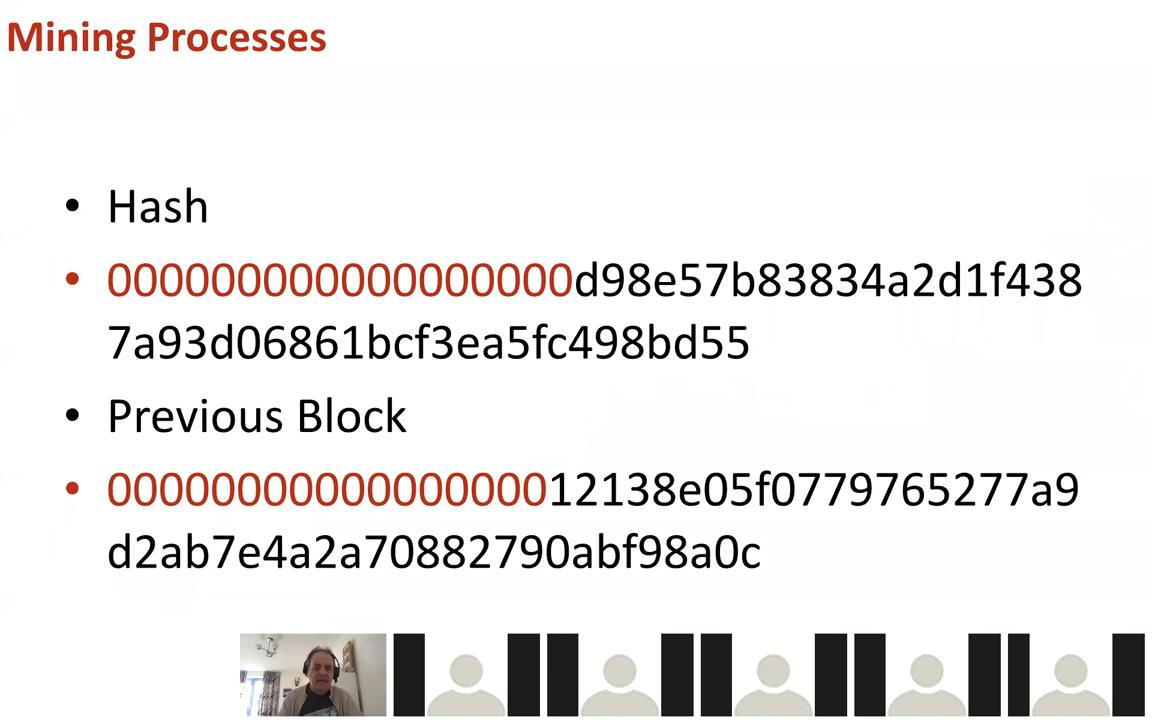 Mining Processes
• Hash
• 000000000000000000d98e57b83834a2d1f438
7a93d06861bcf3ea5fc498bd55
• Previous Block
• 0000000000000000012138e05f0779765277a9
d2ab7e4a2a70882790abf98a0c